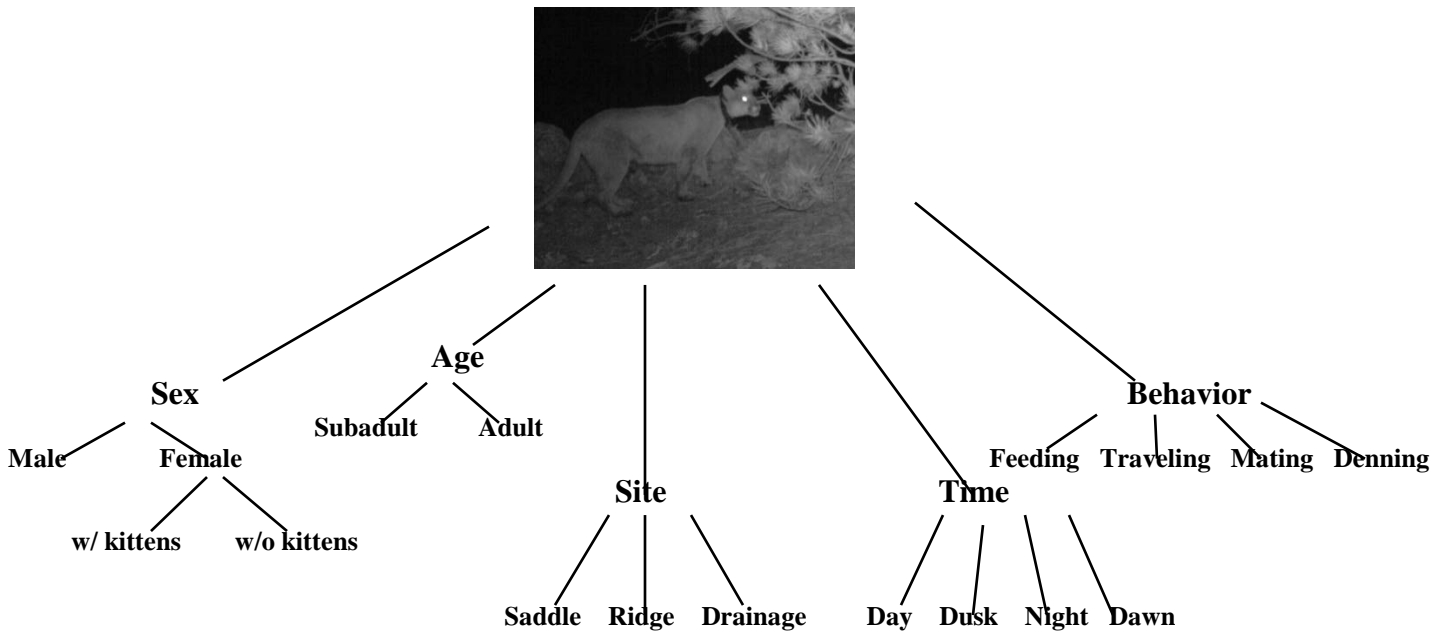 Age
Sex
Behavior
Subadult Adult
Male Female
Feeding Traveling Mating Denning
Site
Time
w/ kittens w/o kittens
Saddle Ridge Drainage
Day Dusk Night Dawn